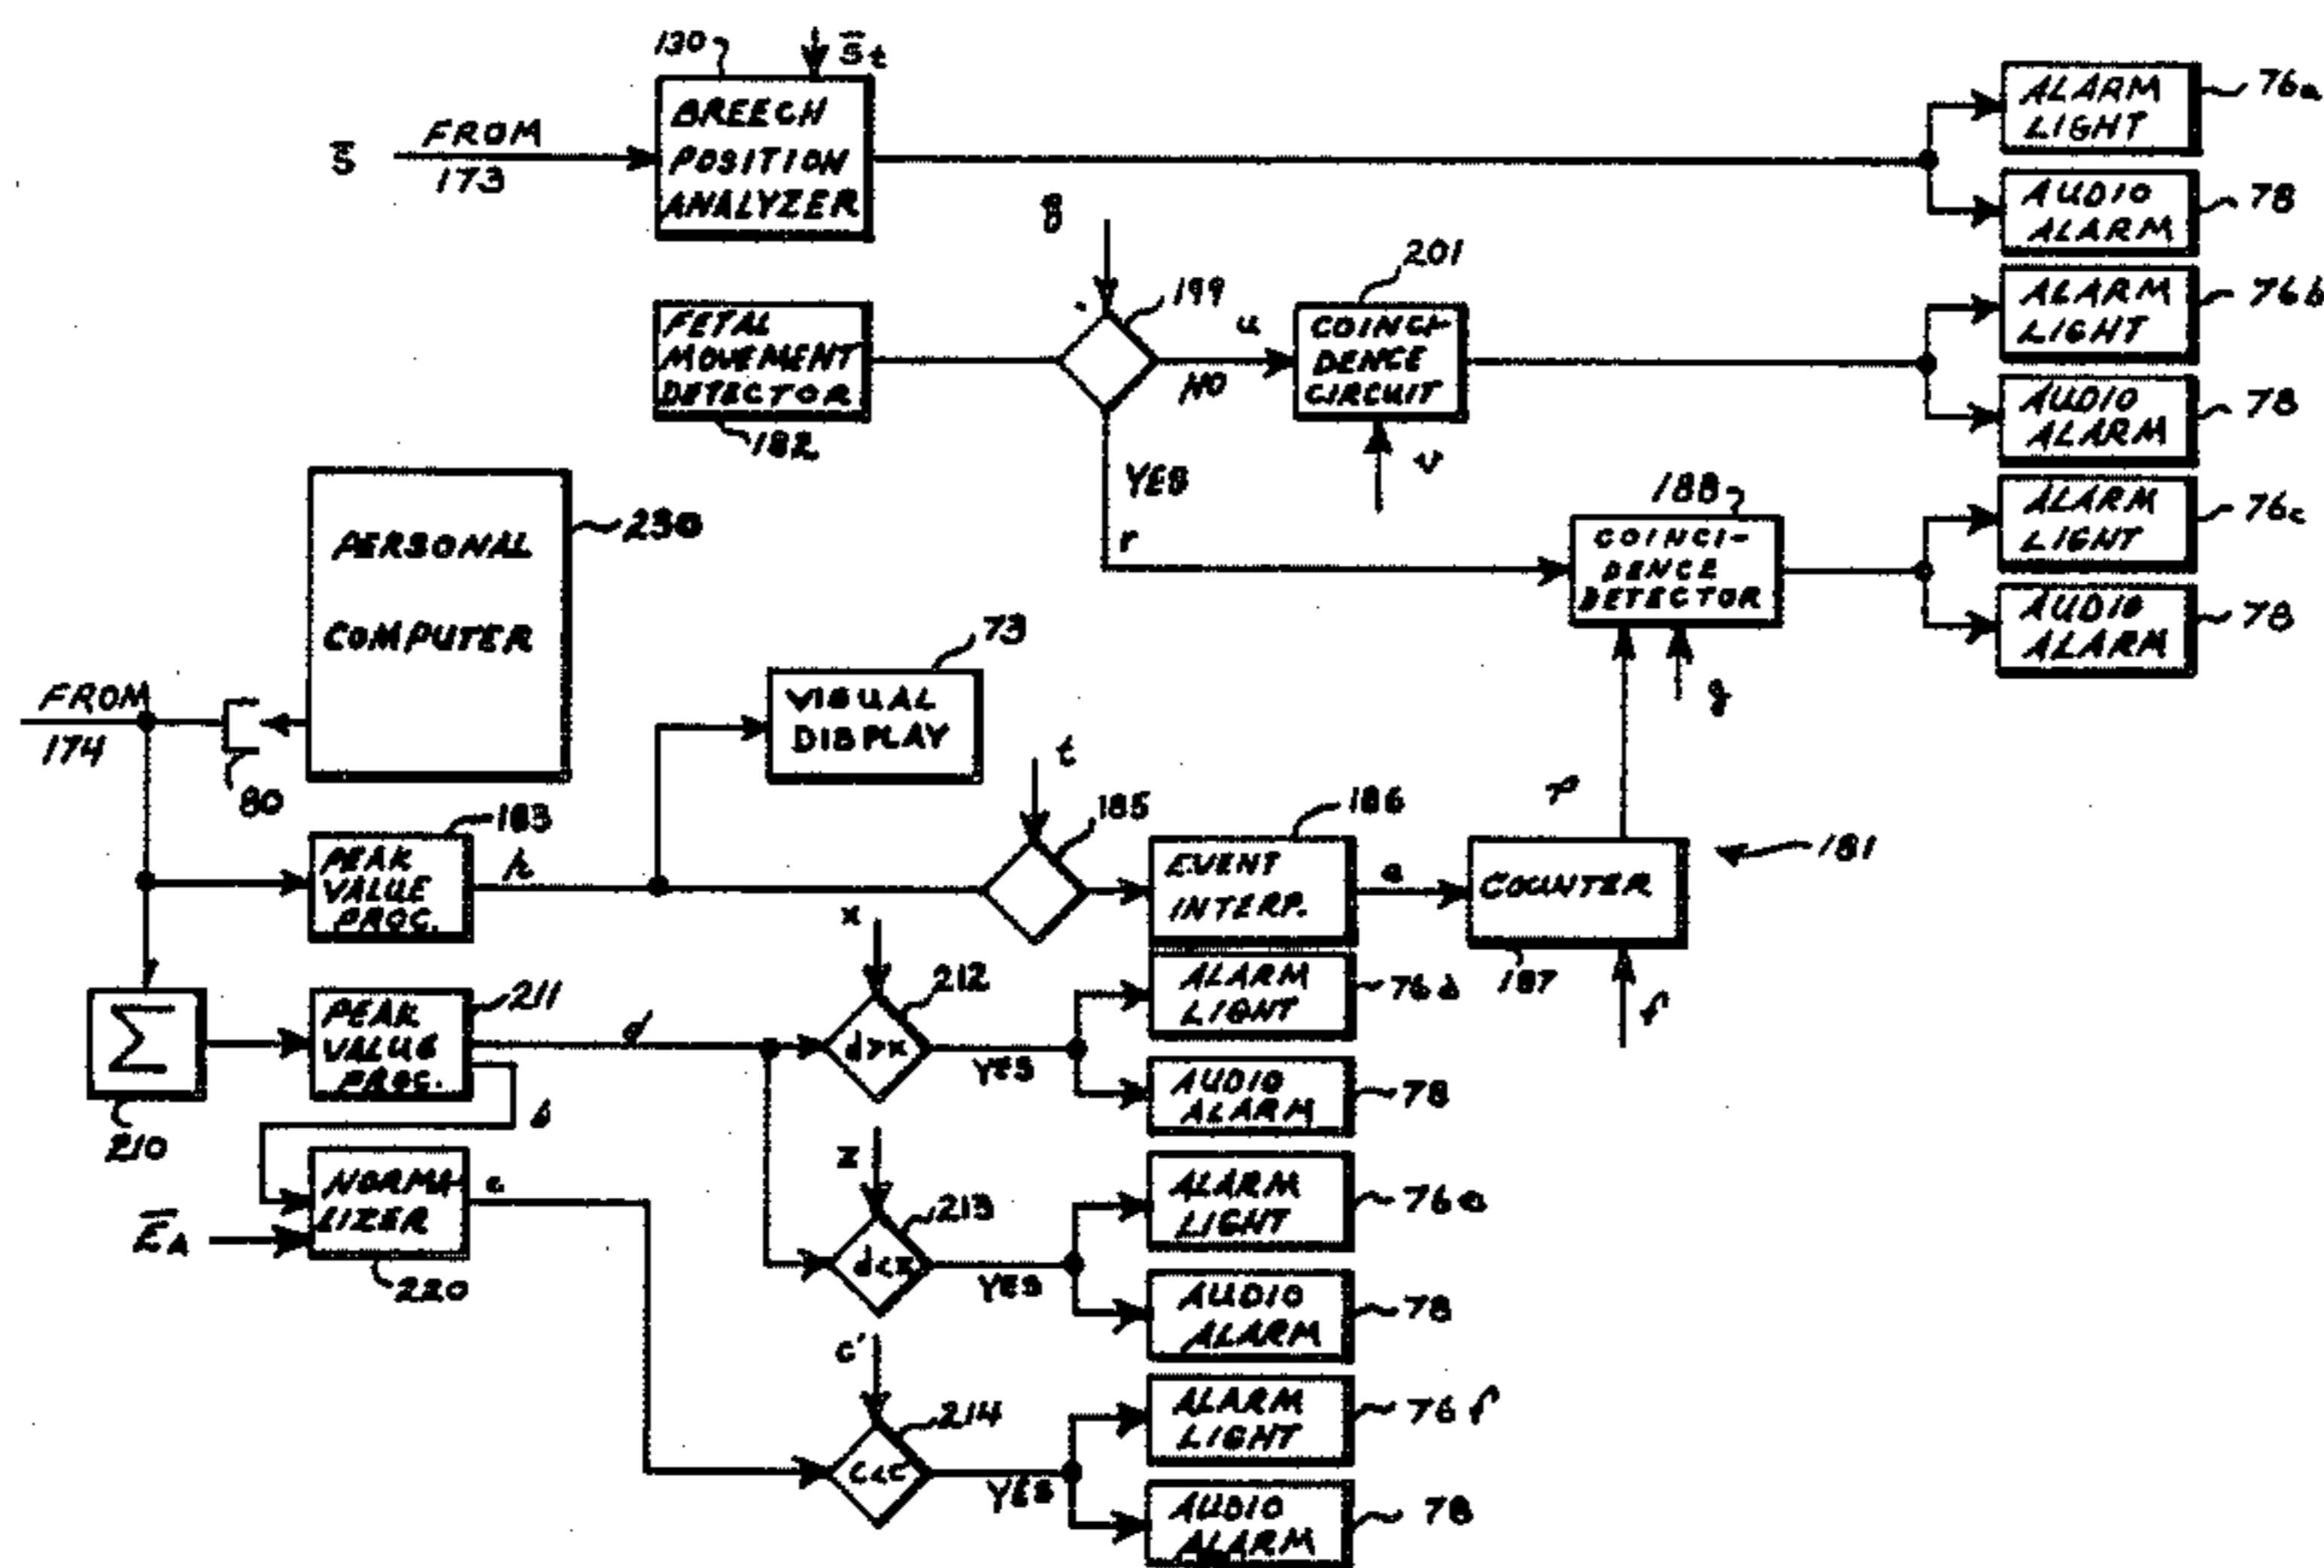 130
S̄t
S̄
FROM
173
BREECH
POSITION
ANALYZER
ALARM
LIGHT
76a
AUDIO
ALARM
78
g
199
201
FETAL
MOVEMENT
DETECTOR
182
u
NO
COINCI-
DENCE
CIRCUIT
v
ALARM
LIGHT
76b
AUDIO
ALARM
78
YES
r
188
COINCI-
DENCE
DETECTOR
ALARM
LIGHT
76c
AUDIO
ALARM
78
PERSONAL
COMPUTER
230
FROM
174
80
73
VISUAL
DISPLAY
t
185
183
PEAK
VALUE
PROC.
h
186
EVENT
INTERP.
e
COUNTER
187
181
f
210
Σ
211
PEAK
VALUE
PROC.
d
b
x
212
d>x
YES
ALARM
LIGHT
76d
AUDIO
ALARM
78
ĒA
NORMA-
LIZER
220
c
z
213
d<z
YES
ALARM
LIGHT
76e
AUDIO
ALARM
78
c'
214
c<c'
YES
ALARM
LIGHT
76f
AUDIO
ALARM
78